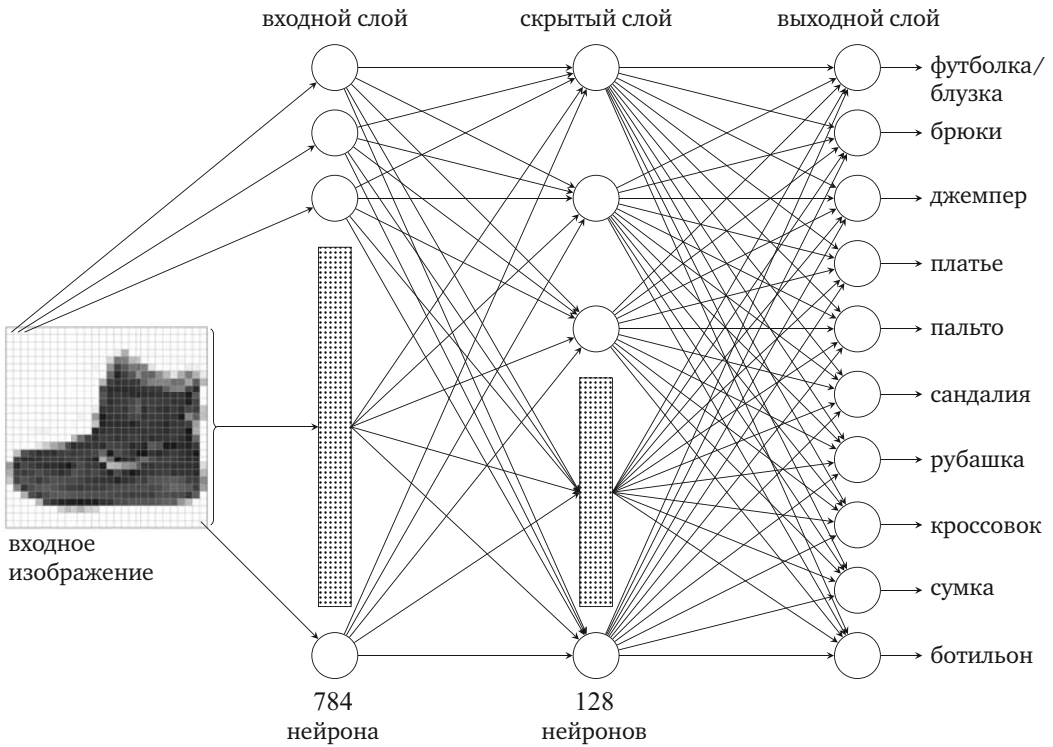 входной слой
скрытый слой
выходной слой
футболка/
блузка
брюки
джемпер
платье
пальто
сандалия
рубашка
кроссовок
сумка
ботильон
входное
изображение
784
нейрона
128
нейронов